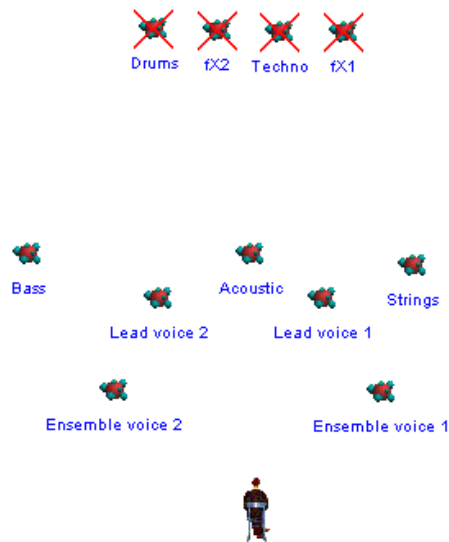 Drums fX2 Techno fX1
Bass Acoustic Strings
Lead voice 2 Lead voice 1
Ensemble voice 2 Ensemble voice 1